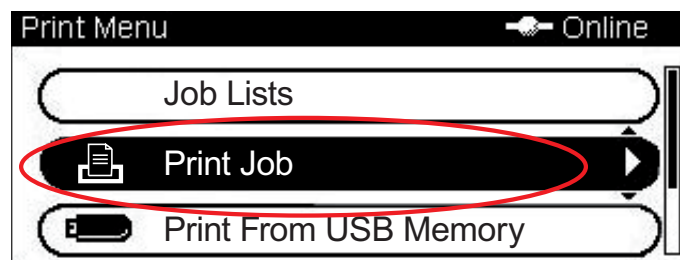 Print Menu Online
Job Lists
Print Job
Print From USB Memory